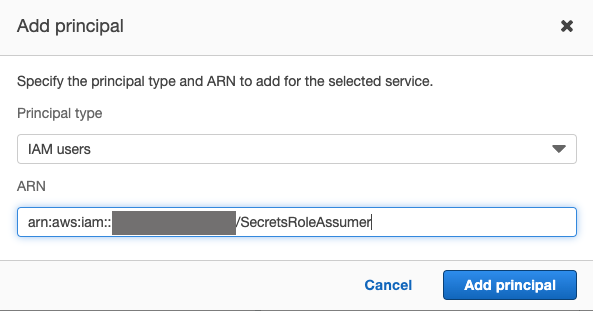 Add principal
Specify the principal type and ARN to add for the selected service.
Principal type
IAM users
ARN
arn:aws:iam:: /SecretsRoleAssumer
Cancel
Add principal